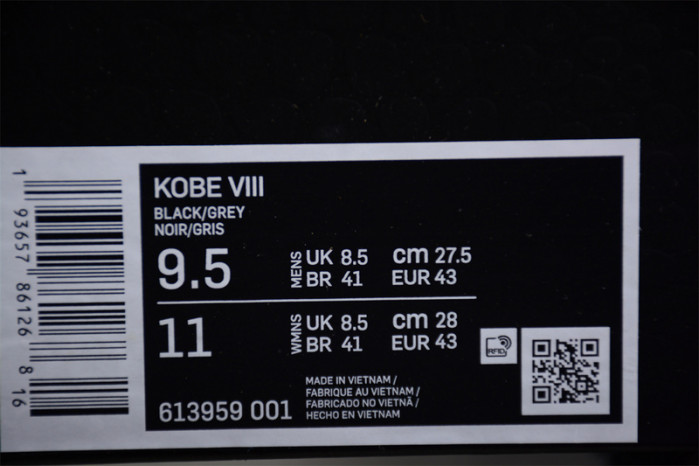 KOBE VIII
BLACK/GREY
NOIR/GRIS
9.5
MENS
UK 8.5 cm 27.5
BR 41 EUR 43
11
WMNS
UK 8.5 cm 28
BR 41 EUR 43
RFID
613959 001
MADE IN VIETNAM /
FABRIQUE AU VIETNAM /
FABRICADO NO VIETNÃ /
HECHO EN VIETNAM
1 93657 86126 8 16